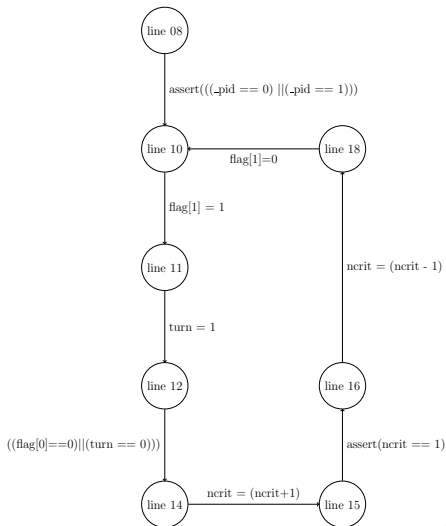 line 08
assert(((_pid == 0) ||(_pid == 1)))
line 10
line 18
flag[1]=0
flag[1] = 1
line 11
ncrit = (ncrit - 1)
turn = 1
line 12
line 16
((flag[0]==0)||(turn == 0)))
assert(ncrit == 1)
line 14
ncrit = (ncrit+1)
line 15